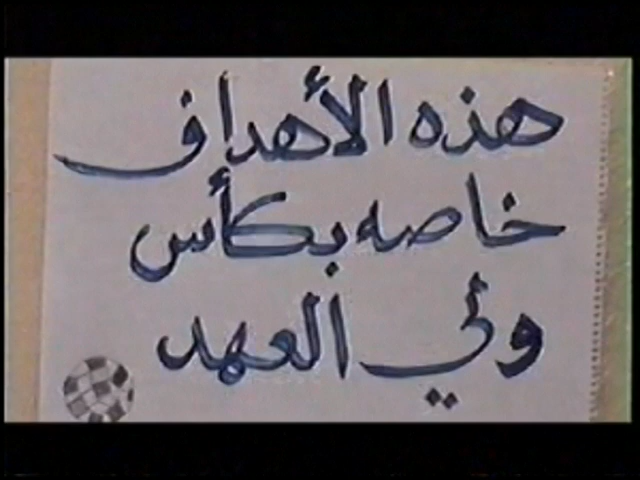 هذه الأهداف
خاصه بكأس
ولي العهد